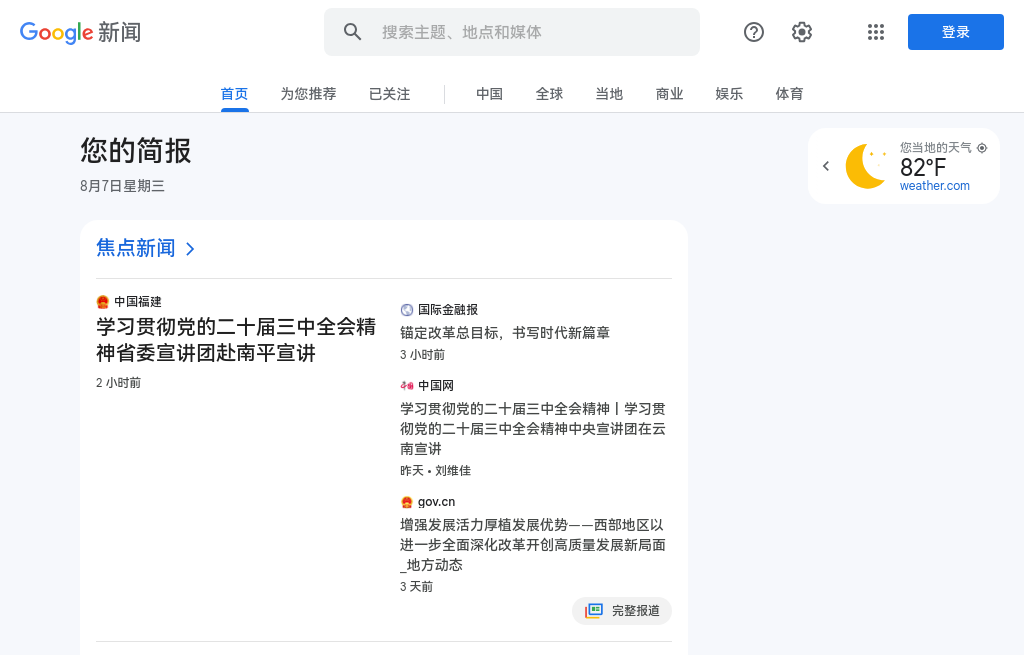 Google 新闻
搜索主题、地点和媒体
登录
首页
为您推荐
已关注
中国
全球
当地
商业
娱乐
体育
您的简报
8月7日星期三
您当地的天气
82°F
weather.com
焦点新闻
中国福建
学习贯彻党的二十届三中全会精
神省委宣讲团赴南平宣讲
2 小时前
国际金融报
锚定改革总目标，书写时代新篇章
3 小时前
中国网
学习贯彻党的二十届三中全会精神丨学习贯
彻党的二十届三中全会精神中央宣讲团在云
南宣讲
昨天 • 刘维佳
gov.cn
增强发展活力厚植发展优势——西部地区以
进一步全面深化改革开创高质量发展新局面
_地方动态
3 天前
完整报道